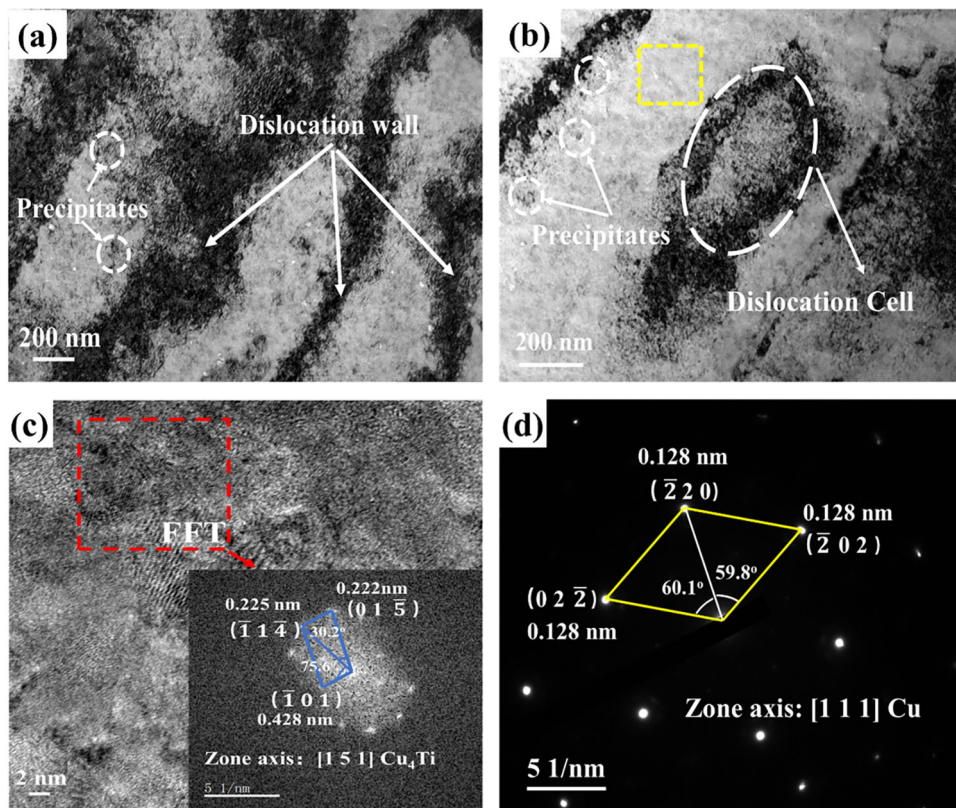 (a)
Dislocation wall
Precipitates
200 nm
(b)
Precipitates
Dislocation Cell
200 nm
(c)
FFT
0.222nm
(0 1 5̅)
0.225 nm
(1̅ 1 4̅)
30.2°
75.6°
(1̅ 0 1)
0.428 nm
Zone axis: [1 5 1] Cu₄Ti
5 1/nm
2 nm
(d)
0.128 nm
(2̅ 2 0)
0.128 nm
(2̅ 0 2)
59.8°
60.1°
(0 2 2̅)
0.128 nm
Zone axis: [1 1 1] Cu
5 1/nm